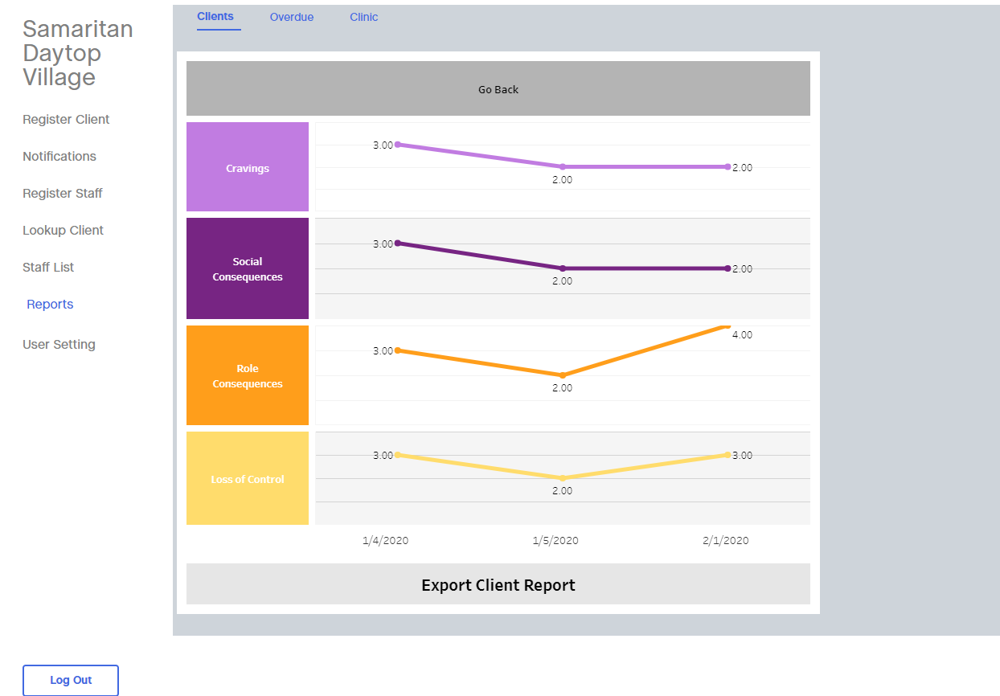 Samaritan
Daytop
Village
Register Client
Notifications
Register Staff
Lookup Client
Staff List
Reports
User Setting
Log Out
Clients Overdue Clinic
Go Back
Cravings
3.00
2.00
2.00
Social
Consequences
3.00
2.00
2.00
Role
Consequences
3.00
2.00
4.00
Loss of Control
3.00
2.00
3.00
1/4/2020 1/5/2020 2/1/2020
Export Client Report